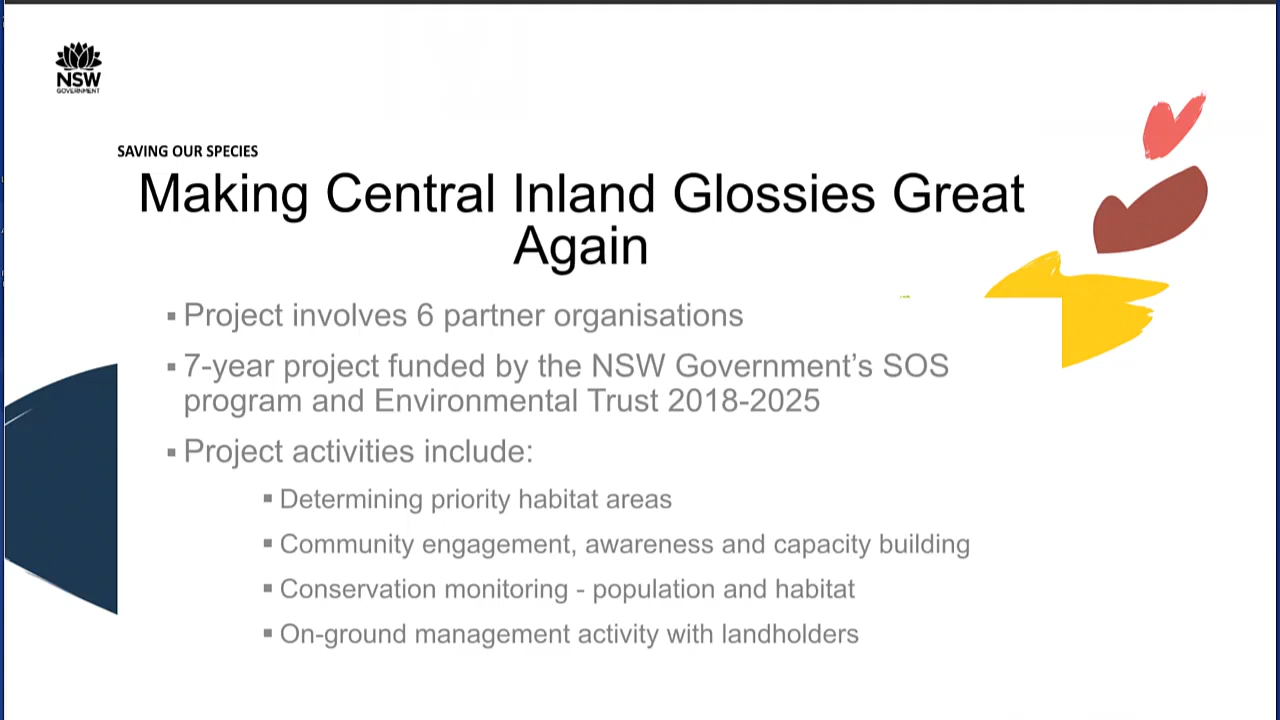 NSW
GOVERNMENT
SAVING OUR SPECIES
Making Central Inland Glossies Great
Again
▪ Project involves 6 partner organisations
▪ 7-year project funded by the NSW Government’s SOS
program and Environmental Trust 2018-2025
▪ Project activities include:
▪ Determining priority habitat areas
▪ Community engagement, awareness and capacity building
▪ Conservation monitoring - population and habitat
▪ On-ground management activity with landholders